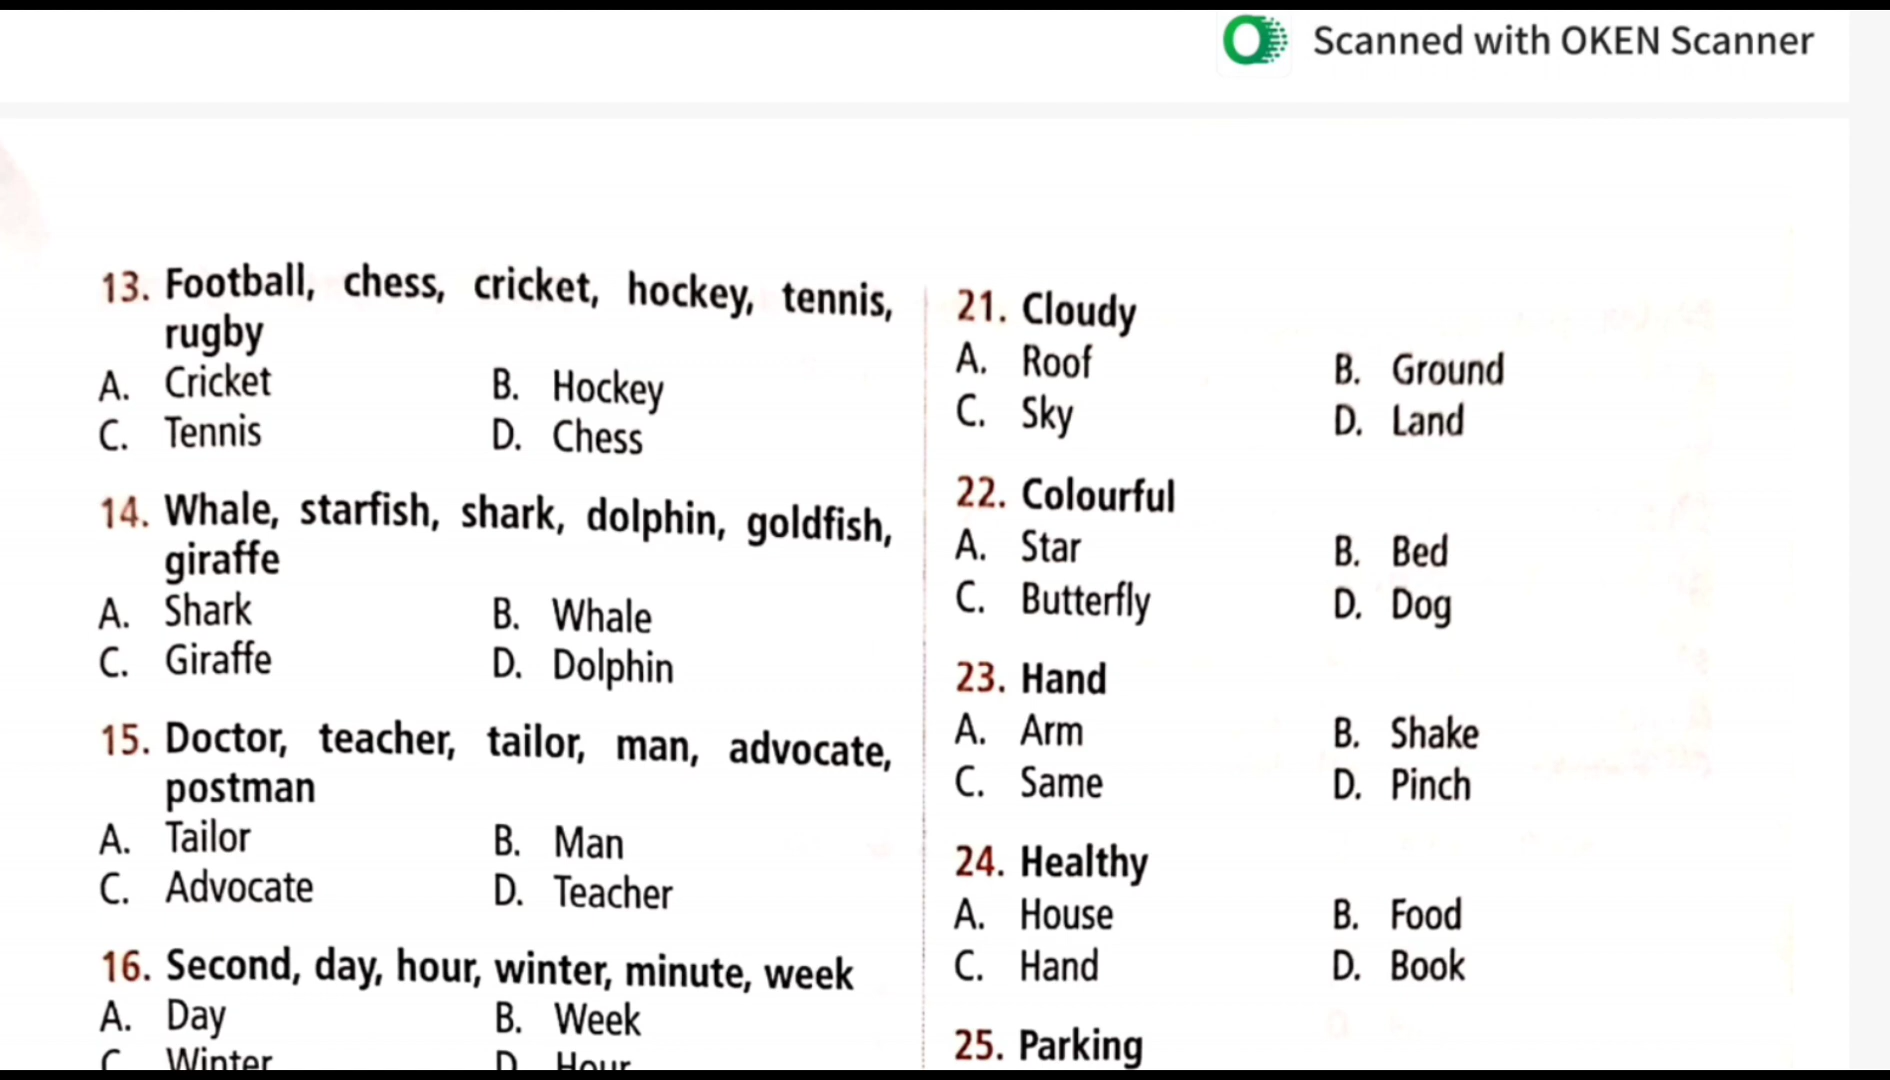 Scanned with OKEN Scanner
13. Football, chess, cricket, hockey, tennis,
rugby
A. Cricket B. Hockey
C. Tennis D. Chess
14. Whale, starfish, shark, dolphin, goldfish,
giraffe
A. Shark B. Whale
C. Giraffe D. Dolphin
15. Doctor, teacher, tailor, man, advocate,
postman
A. Tailor B. Man
C. Advocate D. Teacher
16. Second, day, hour, winter, minute, week
A. Day B. Week
C Winter D Hour
21. Cloudy
A. Roof B. Ground
C. Sky D. Land
22. Colourful
A. Star B. Bed
C. Butterfly D. Dog
23. Hand
A. Arm B. Shake
C. Same D. Pinch
24. Healthy
A. House B. Food
C. Hand D. Book
25. Parking